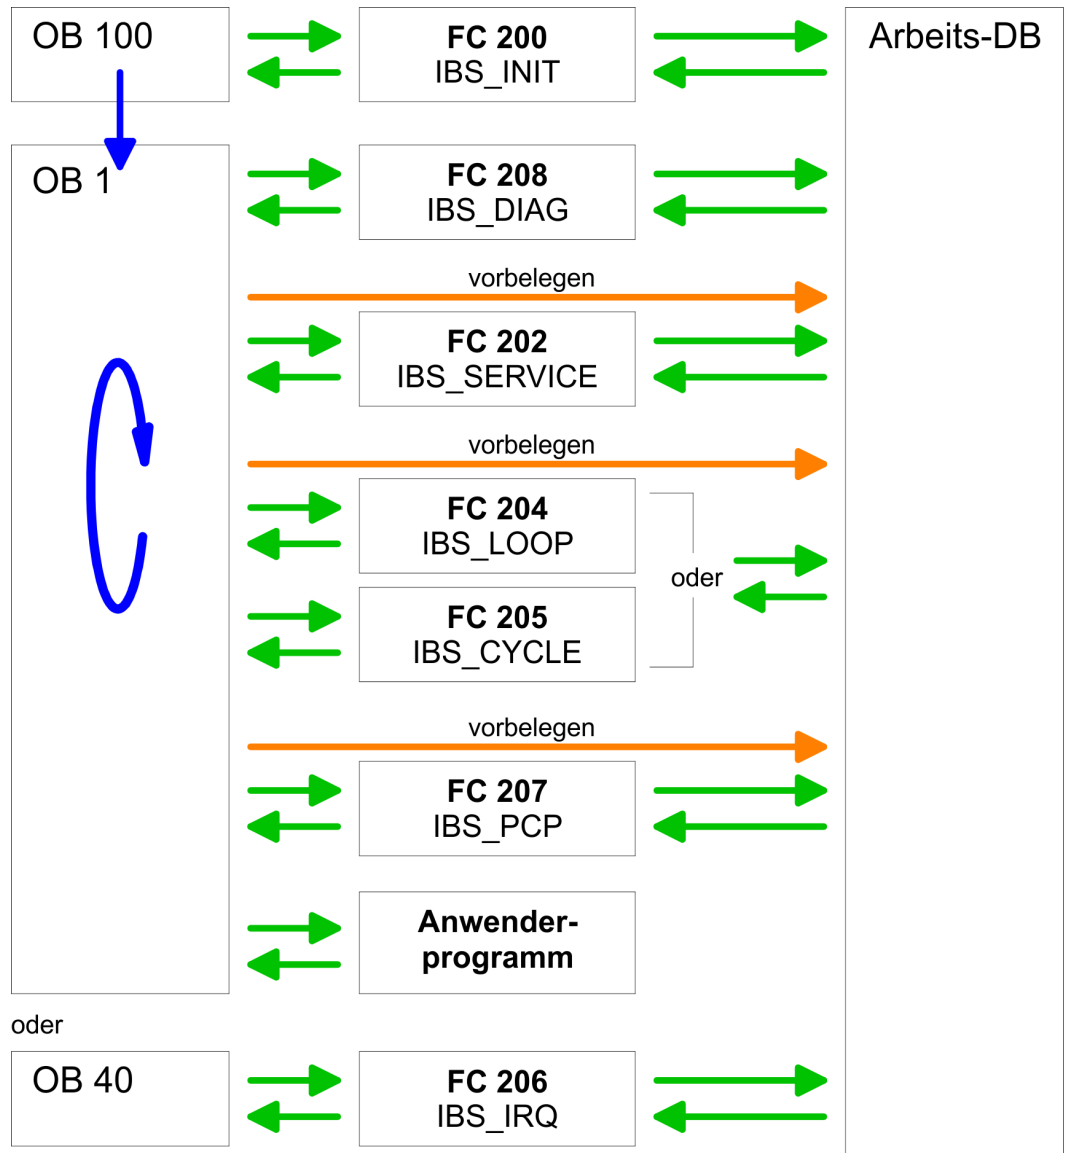 OB 100
FC 200
IBS_INIT
Arbeits-DB
OB 1
FC 208
IBS_DIAG
vorbelegen
FC 202
IBS_SERVICE
vorbelegen
FC 204
IBS_LOOP
oder
FC 205
IBS_CYCLE
vorbelegen
FC 207
IBS_PCP
Anwender-
programm
oder
OB 40
FC 206
IBS_IRQ